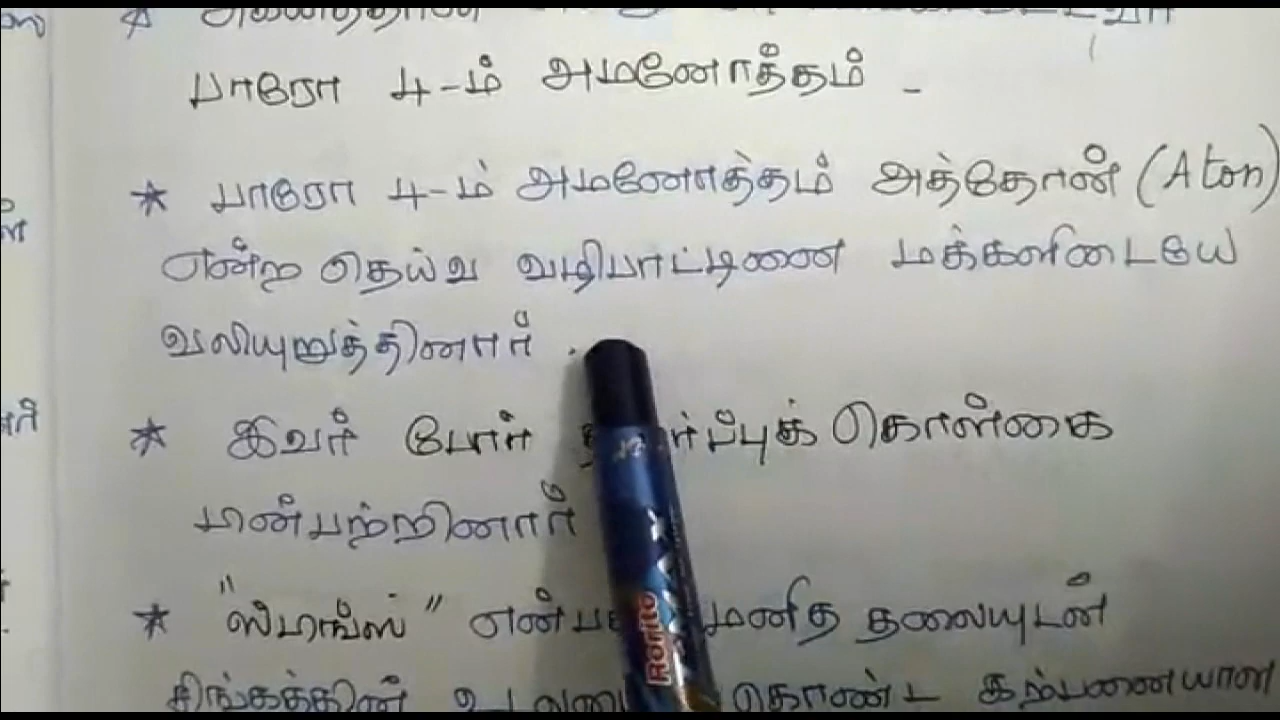 பாரோ 4-ம் அமனோத்தம் -
* பாரோ 4-ம் அமனோத்தம் அத்தோன் (Aton)
என்ற தெய்வ வழிபாட்டினை மக்களிடையே
வலியுறுத்தினார் .
* இவர் போர் கொள்கை
பின்பற்றினார்
* "ஸ்பிங்ஸ்" மனித தலையுடன்
சிங்கத்தின் கொண்ட கற்பனையான
Rorito